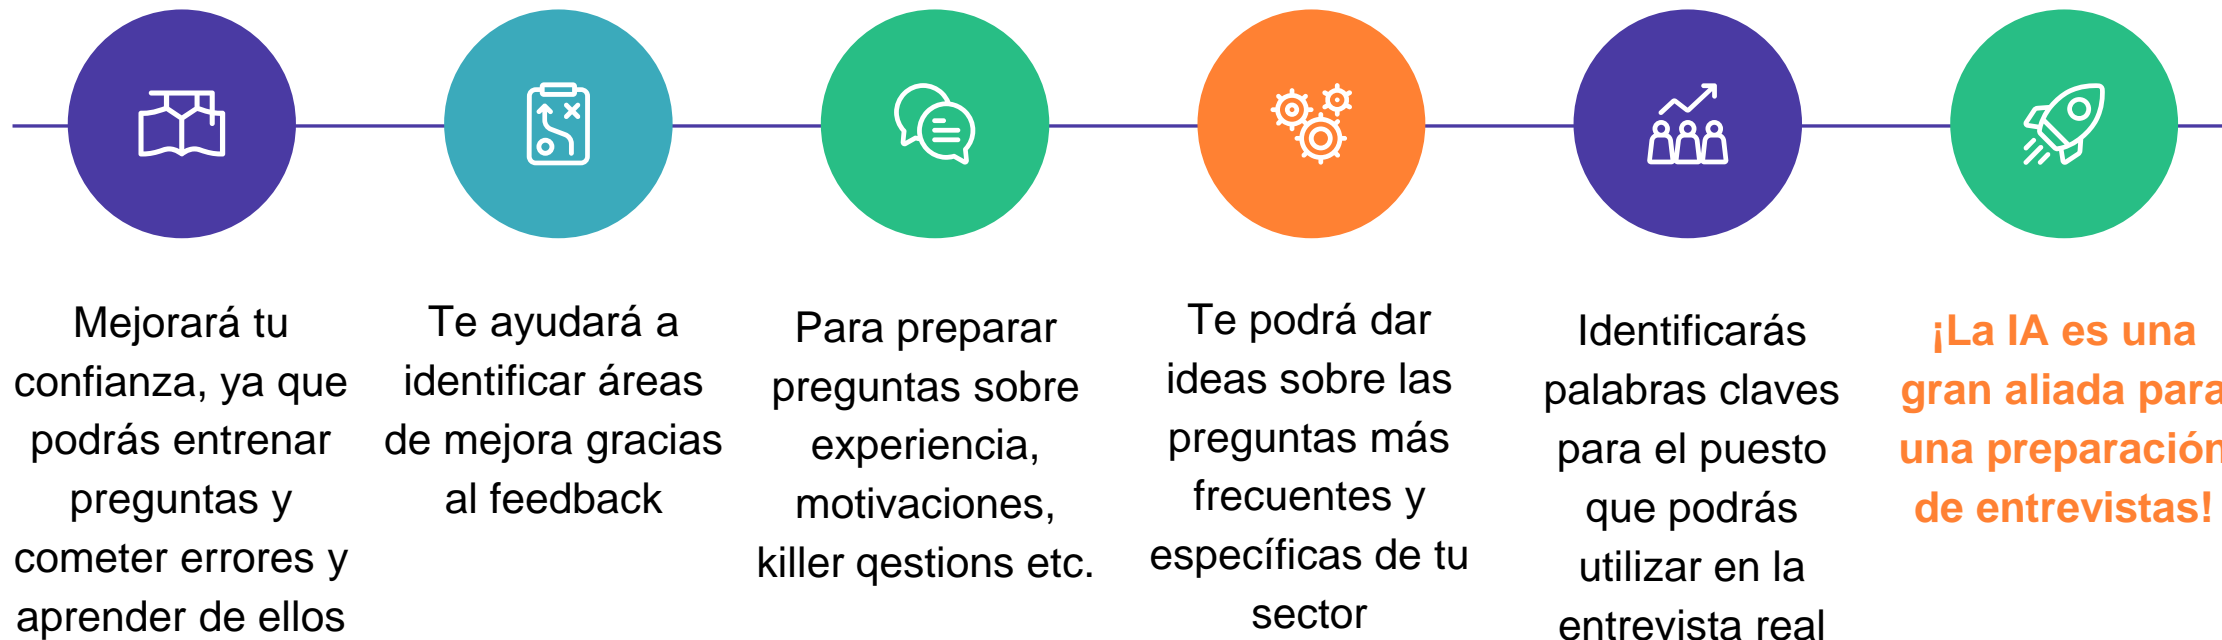 Mejorará tu
confianza, ya que
podrás entrenar
preguntas y
cometer errores y
aprender de ellos
Te ayudará a
identificar áreas
de mejora gracias
al feedback
Para preparar
preguntas sobre
experiencia,
motivaciones,
killer qestions etc.
Te podrá dar
ideas sobre las
preguntas más
frecuentes y
específicas de tu
sector
Identificarás
palabras claves
para el puesto
que podrás
utilizar en la
entrevista real
¡La IA es una
gran aliada para
una preparación
de entrevistas!